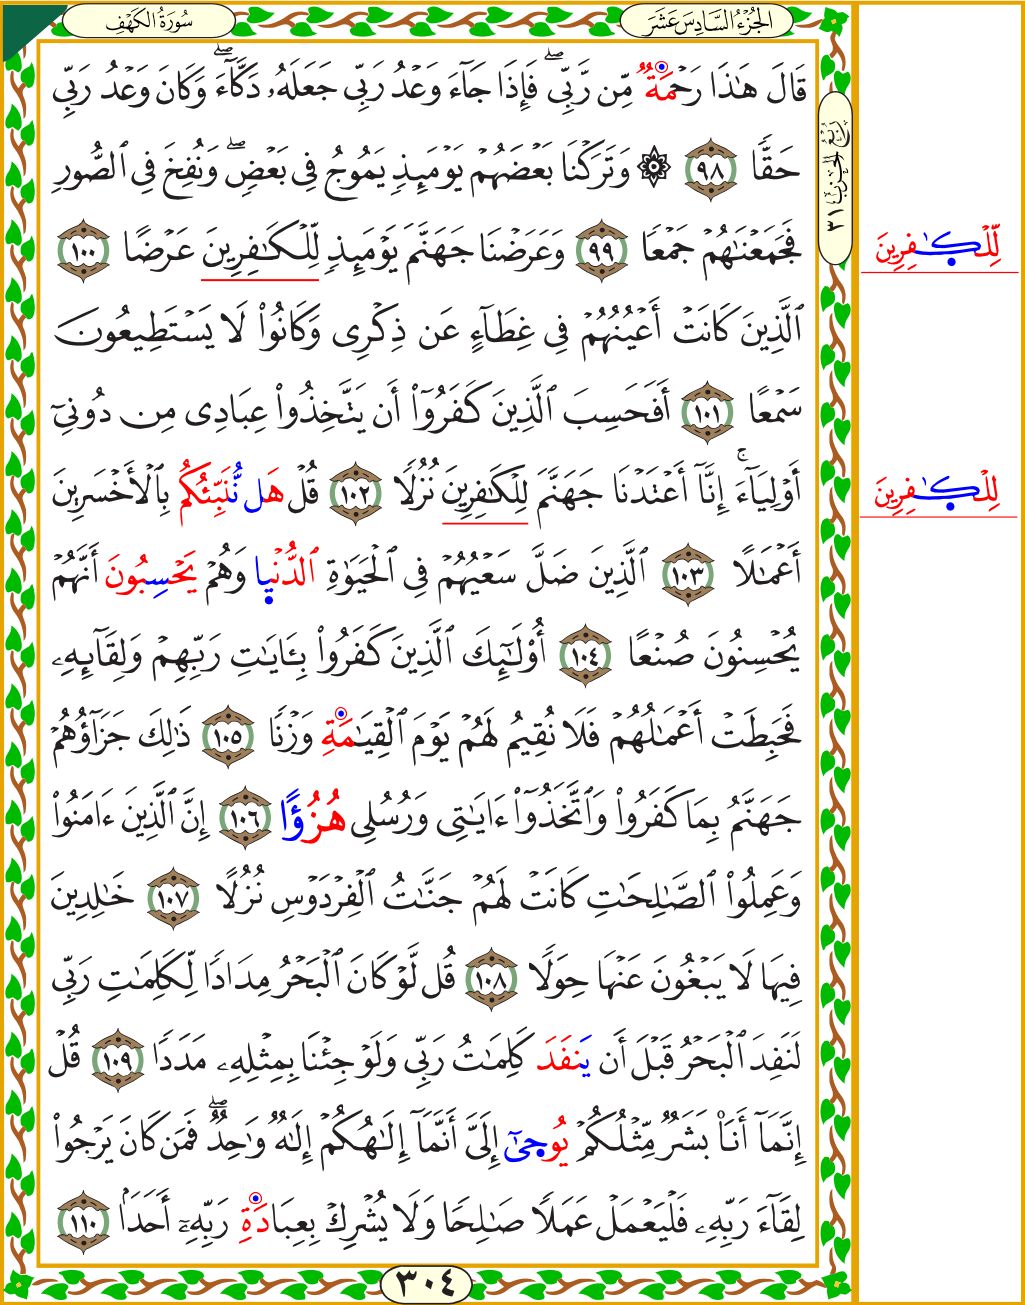 سُورَةُ الكَهْفِ
الجُزْءُ السَّادِسَ عَشَرَ
قَالَ هَٰذَا رَحْمَةٌ مِّن رَّبِّي ۖ فَإِذَا جَآءَ وَعْدُ رَبِّي جَعَلَهُۥ دَكَّآءَ ۖ وَكَانَ وَعْدُ رَبِّي
حَقًّا ٩٨ ۞ وَتَرَكْنَا بَعْضَهُمْ يَوْمَئِذٍ يَمُوجُ فِي بَعْضٍ ۖ وَنُفِخَ فِي ٱلصُّورِ
فَجَمَعْنَٰهُمْ جَمْعًا ٩٩ وَعَرَضْنَا جَهَنَّمَ يَوْمَئِذٍ لِّلْكَٰفِرِينَ عَرْضًا ١٠٠
ٱلَّذِينَ كَانَتْ أَعْيُنُهُمْ فِي غِطَآءٍ عَن ذِكْرِي وَكَانُوا۟ لَا يَسْتَطِيعُونَ
سَمْعًا ١٠١ أَفَحَسِبَ ٱلَّذِينَ كَفَرُوٓا۟ أَن يَتَّخِذُوا۟ عِبَادِي مِن دُونِيٓ
أَوْلِيَآءَ ۚ إِنَّآ أَعْتَدْنَا جَهَنَّمَ لِلْكَٰفِرِينَ نُزُلًا ١٠٢ قُلْ هَل نُّنَبِّئُكُم بِٱلْأَخْسَرِينَ
أَعْمَٰلًا ١٠٣ ٱلَّذِينَ ضَلَّ سَعْيُهُمْ فِي ٱلْحَيَوٰةِ ٱلدُّنْيَا وَهُمْ يَحْسِبُونَ أَنَّهُمْ
يُحْسِنُونَ صُنْعًا ١٠٤ أُو۟لَٰٓئِكَ ٱلَّذِينَ كَفَرُوا۟ بِـَٔايَٰتِ رَبِّهِمْ وَلِقَآئِهِۦ
فَحَبِطَتْ أَعْمَٰلُهُمْ فَلَا نُقِيمُ لَهُمْ يَوْمَ ٱلْقِيَٰمَةِ وَزْنًا ١٠٥ ذَٰلِكَ جَزَآؤُهُمْ
جَهَنَّمُ بِمَا كَفَرُوا۟ وَٱتَّخَذُوٓا۟ ءَايَٰتِي وَرُسُلِي هُزُؤًا ١٠٦ إِنَّ ٱلَّذِينَ ءَامَنُوا۟
وَعَمِلُوا۟ ٱلصَّٰلِحَٰتِ كَانَتْ لَهُمْ جَنَّٰتُ ٱلْفِرْدَوْسِ نُزُلًا ١٠٧ خَٰلِدِينَ
فِيهَا لَا يَبْغُونَ عَنْهَا حِوَلًا ١٠٨ قُل لَّوْ كَانَ ٱلْبَحْرُ مِدَادًا لِّكَلِمَٰتِ رَبِّي
لَنَفِدَ ٱلْبَحْرُ قَبْلَ أَن يَنفَدَ كَلِمَٰتُ رَبِّي وَلَوْ جِئْنَا بِمِثْلِهِۦ مَدَدًا ١٠٩ قُلْ
إِنَّمَآ أَنَا۠ بَشَرٌ مِّثْلُكُمْ يُوحَىٰٓ إِلَيَّ أَنَّمَآ إِلَٰهُكُمْ إِلَٰهٌ وَٰحِدٌ ۖ فَمَن كَانَ يَرْجُوا۟
لِقَآءَ رَبِّهِۦ فَلْيَعْمَلْ عَمَلًا صَٰلِحًا وَلَا يُشْرِكْ بِعِبَادَةِ رَبِّهِۦٓ أَحَدًۢا ١١٠
٣٠٤
رُبْعُ الحِزْبِ ٣١
لِّلْكَٰفِرِينَ
لِلْكَٰفِرِينَ